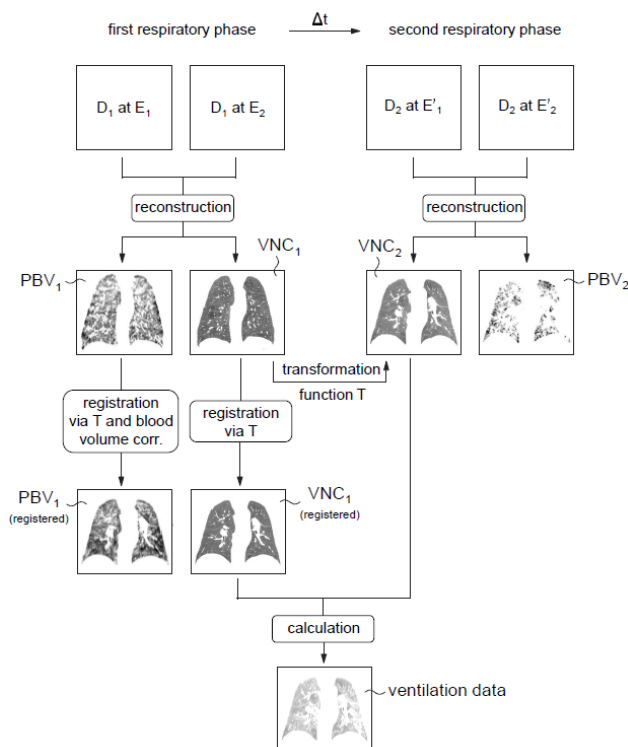 first respiratory phase
Δt
second respiratory phase
D₁ at E₁
D₁ at E₂
D₂ at E'₁
D₂ at E'₂
reconstruction
reconstruction
PBV₁
VNC₁
VNC₂
PBV₂
transformation
function T
registration
via T and blood
volume corr.
registration
via T
PBV₁
(registered)
VNC₁
(registered)
calculation
ventilation data